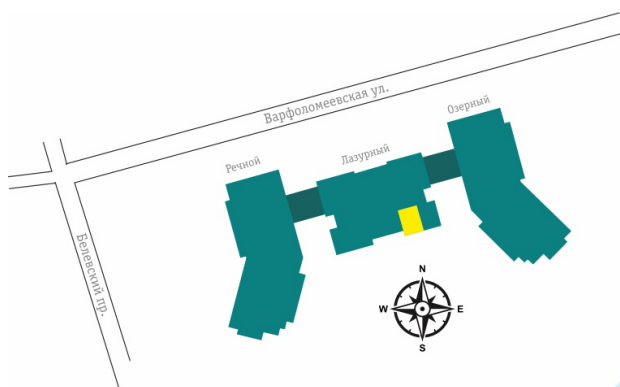 Варфоломеевская ул.
Озерный
Лазурный
Речной
Белевский пр.
N
W
E
S